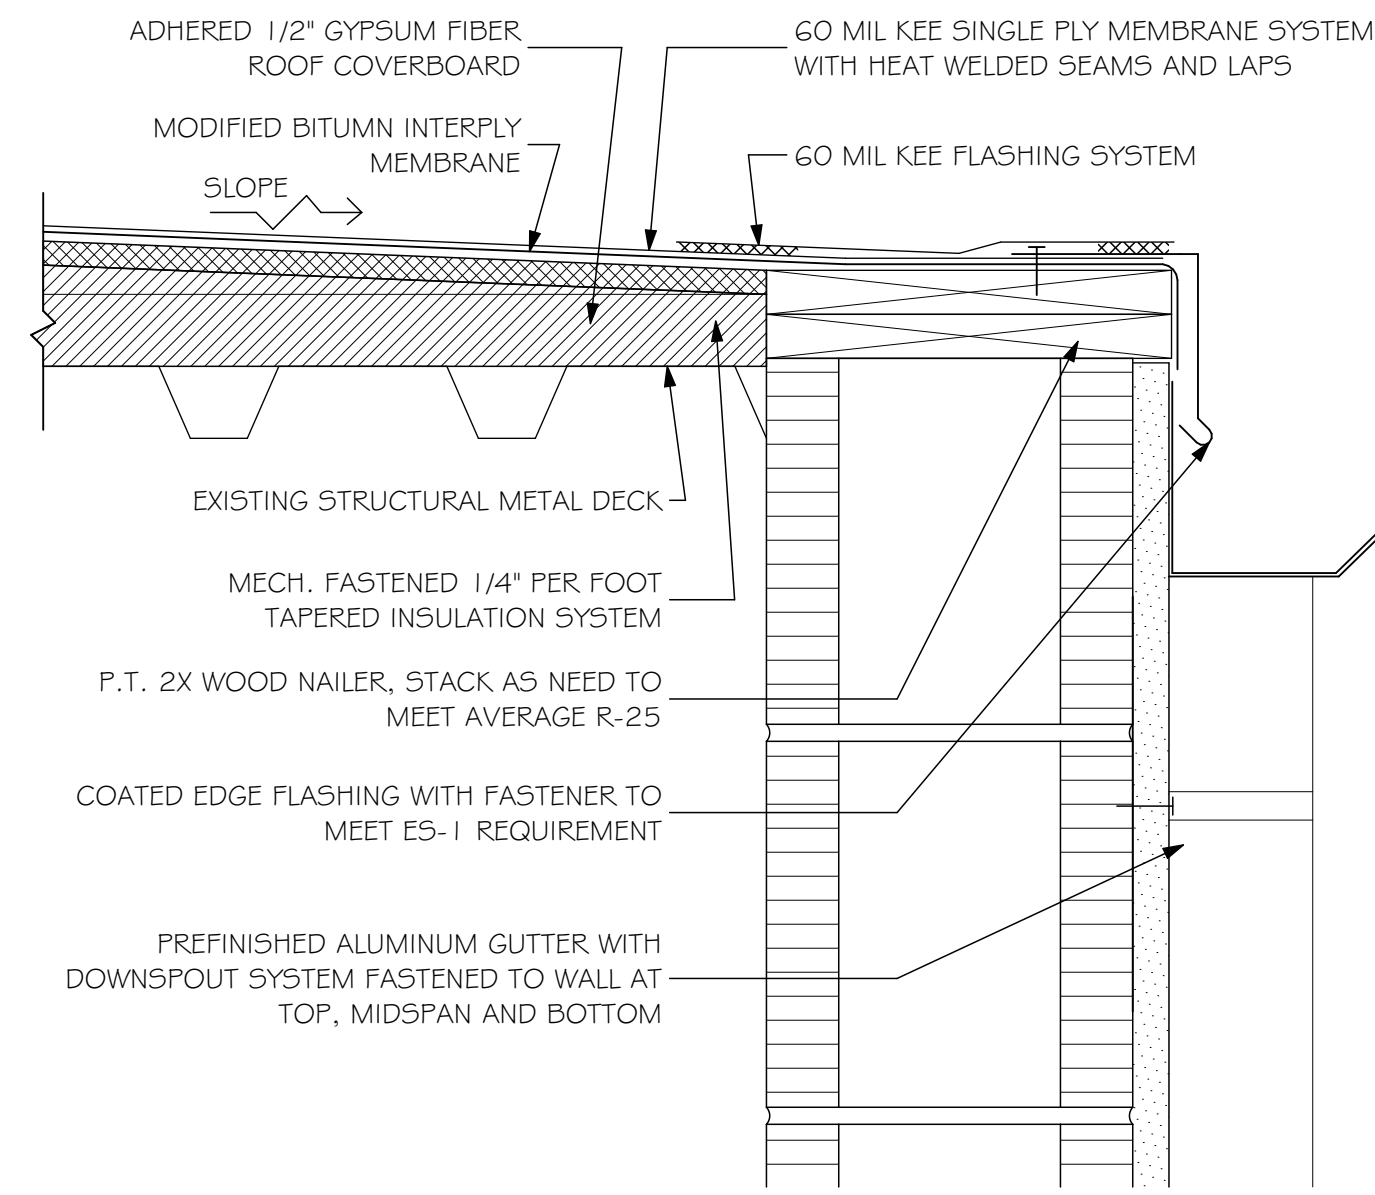 ADHERED 1/2" GYPSUM FIBER
ROOF COVERBOARD
60 MIL KEE SINGLE PLY MEMBRANE SYSTEM
WITH HEAT WELDED SEAMS AND LAPS
MODIFIED BITUMN INTERPLY
MEMBRANE
60 MIL KEE FLASHING SYSTEM
SLOPE
EXISTING STRUCTURAL METAL DECK
MECH. FASTENED 1/4" PER FOOT
TAPERED INSULATION SYSTEM
P.T. 2X WOOD NAILER, STACK AS NEED TO
MEET AVERAGE R-25
COATED EDGE FLASHING WITH FASTENER TO
MEET ES-1 REQUIREMENT
PREFINISHED ALUMINUM GUTTER WITH
DOWNSPOUT SYSTEM FASTENED TO WALL AT
TOP, MIDSPAN AND BOTTOM